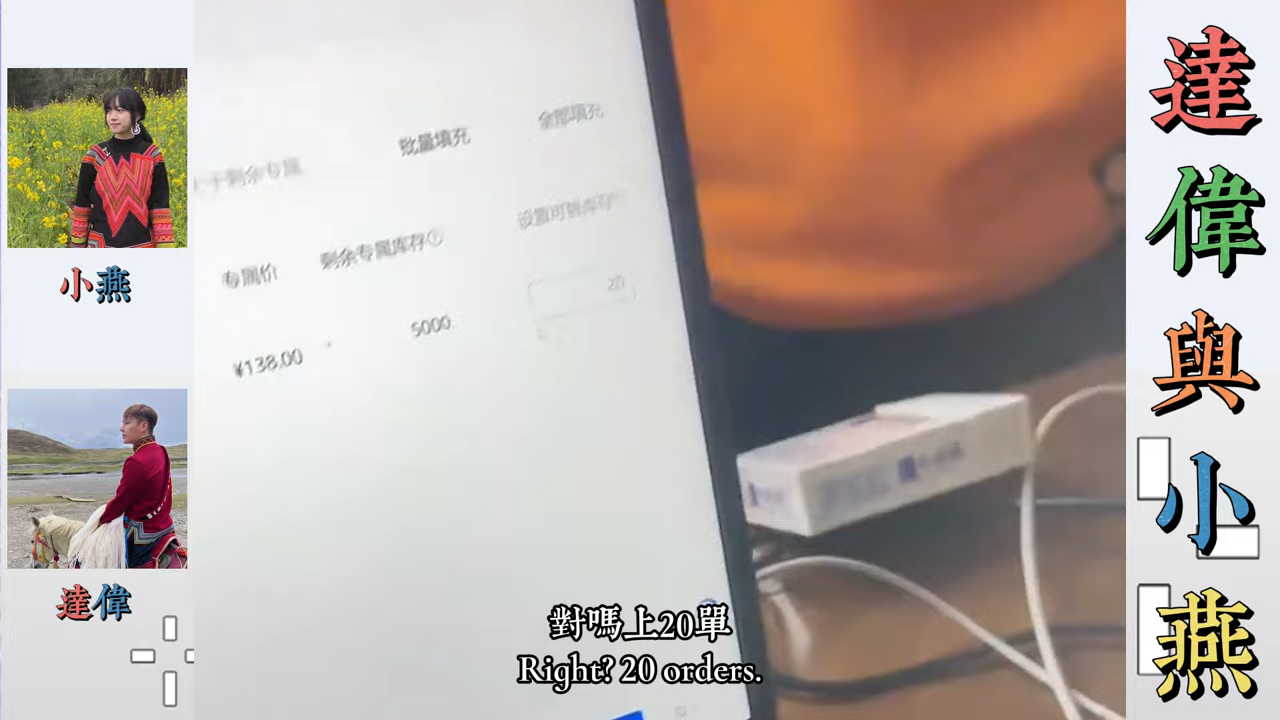 小燕
達偉
批量填充
全部填充
专属价
剩余专属库存
设置可售库存
¥138.00
5000
20
對嗎上20單
Right? 20 orders.
達偉與小燕